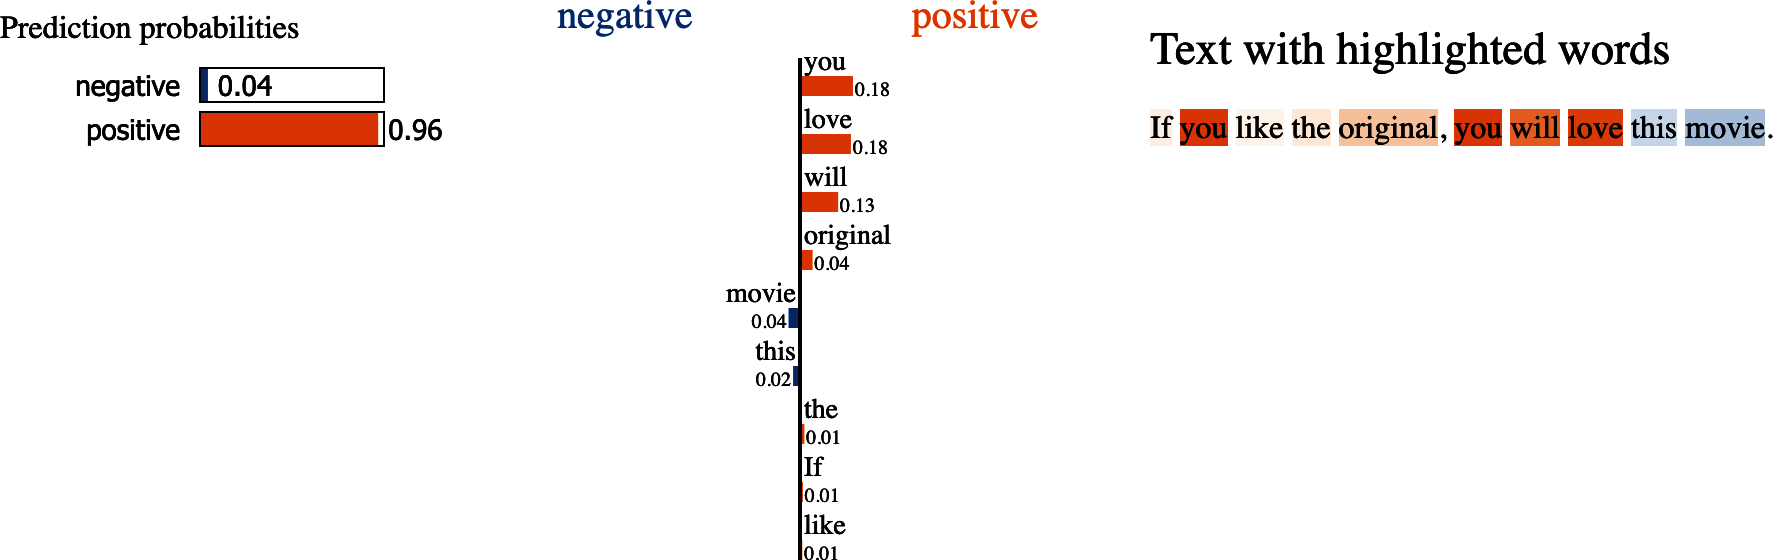 Prediction probabilities
negative 0.04
positive 0.96
negative positive
you
0.18
love
0.18
will
0.13
original
0.04
movie
0.04
this
0.02
the
0.01
If
0.01
like
0.01
Text with highlighted words
If you like the original, you will love this movie.